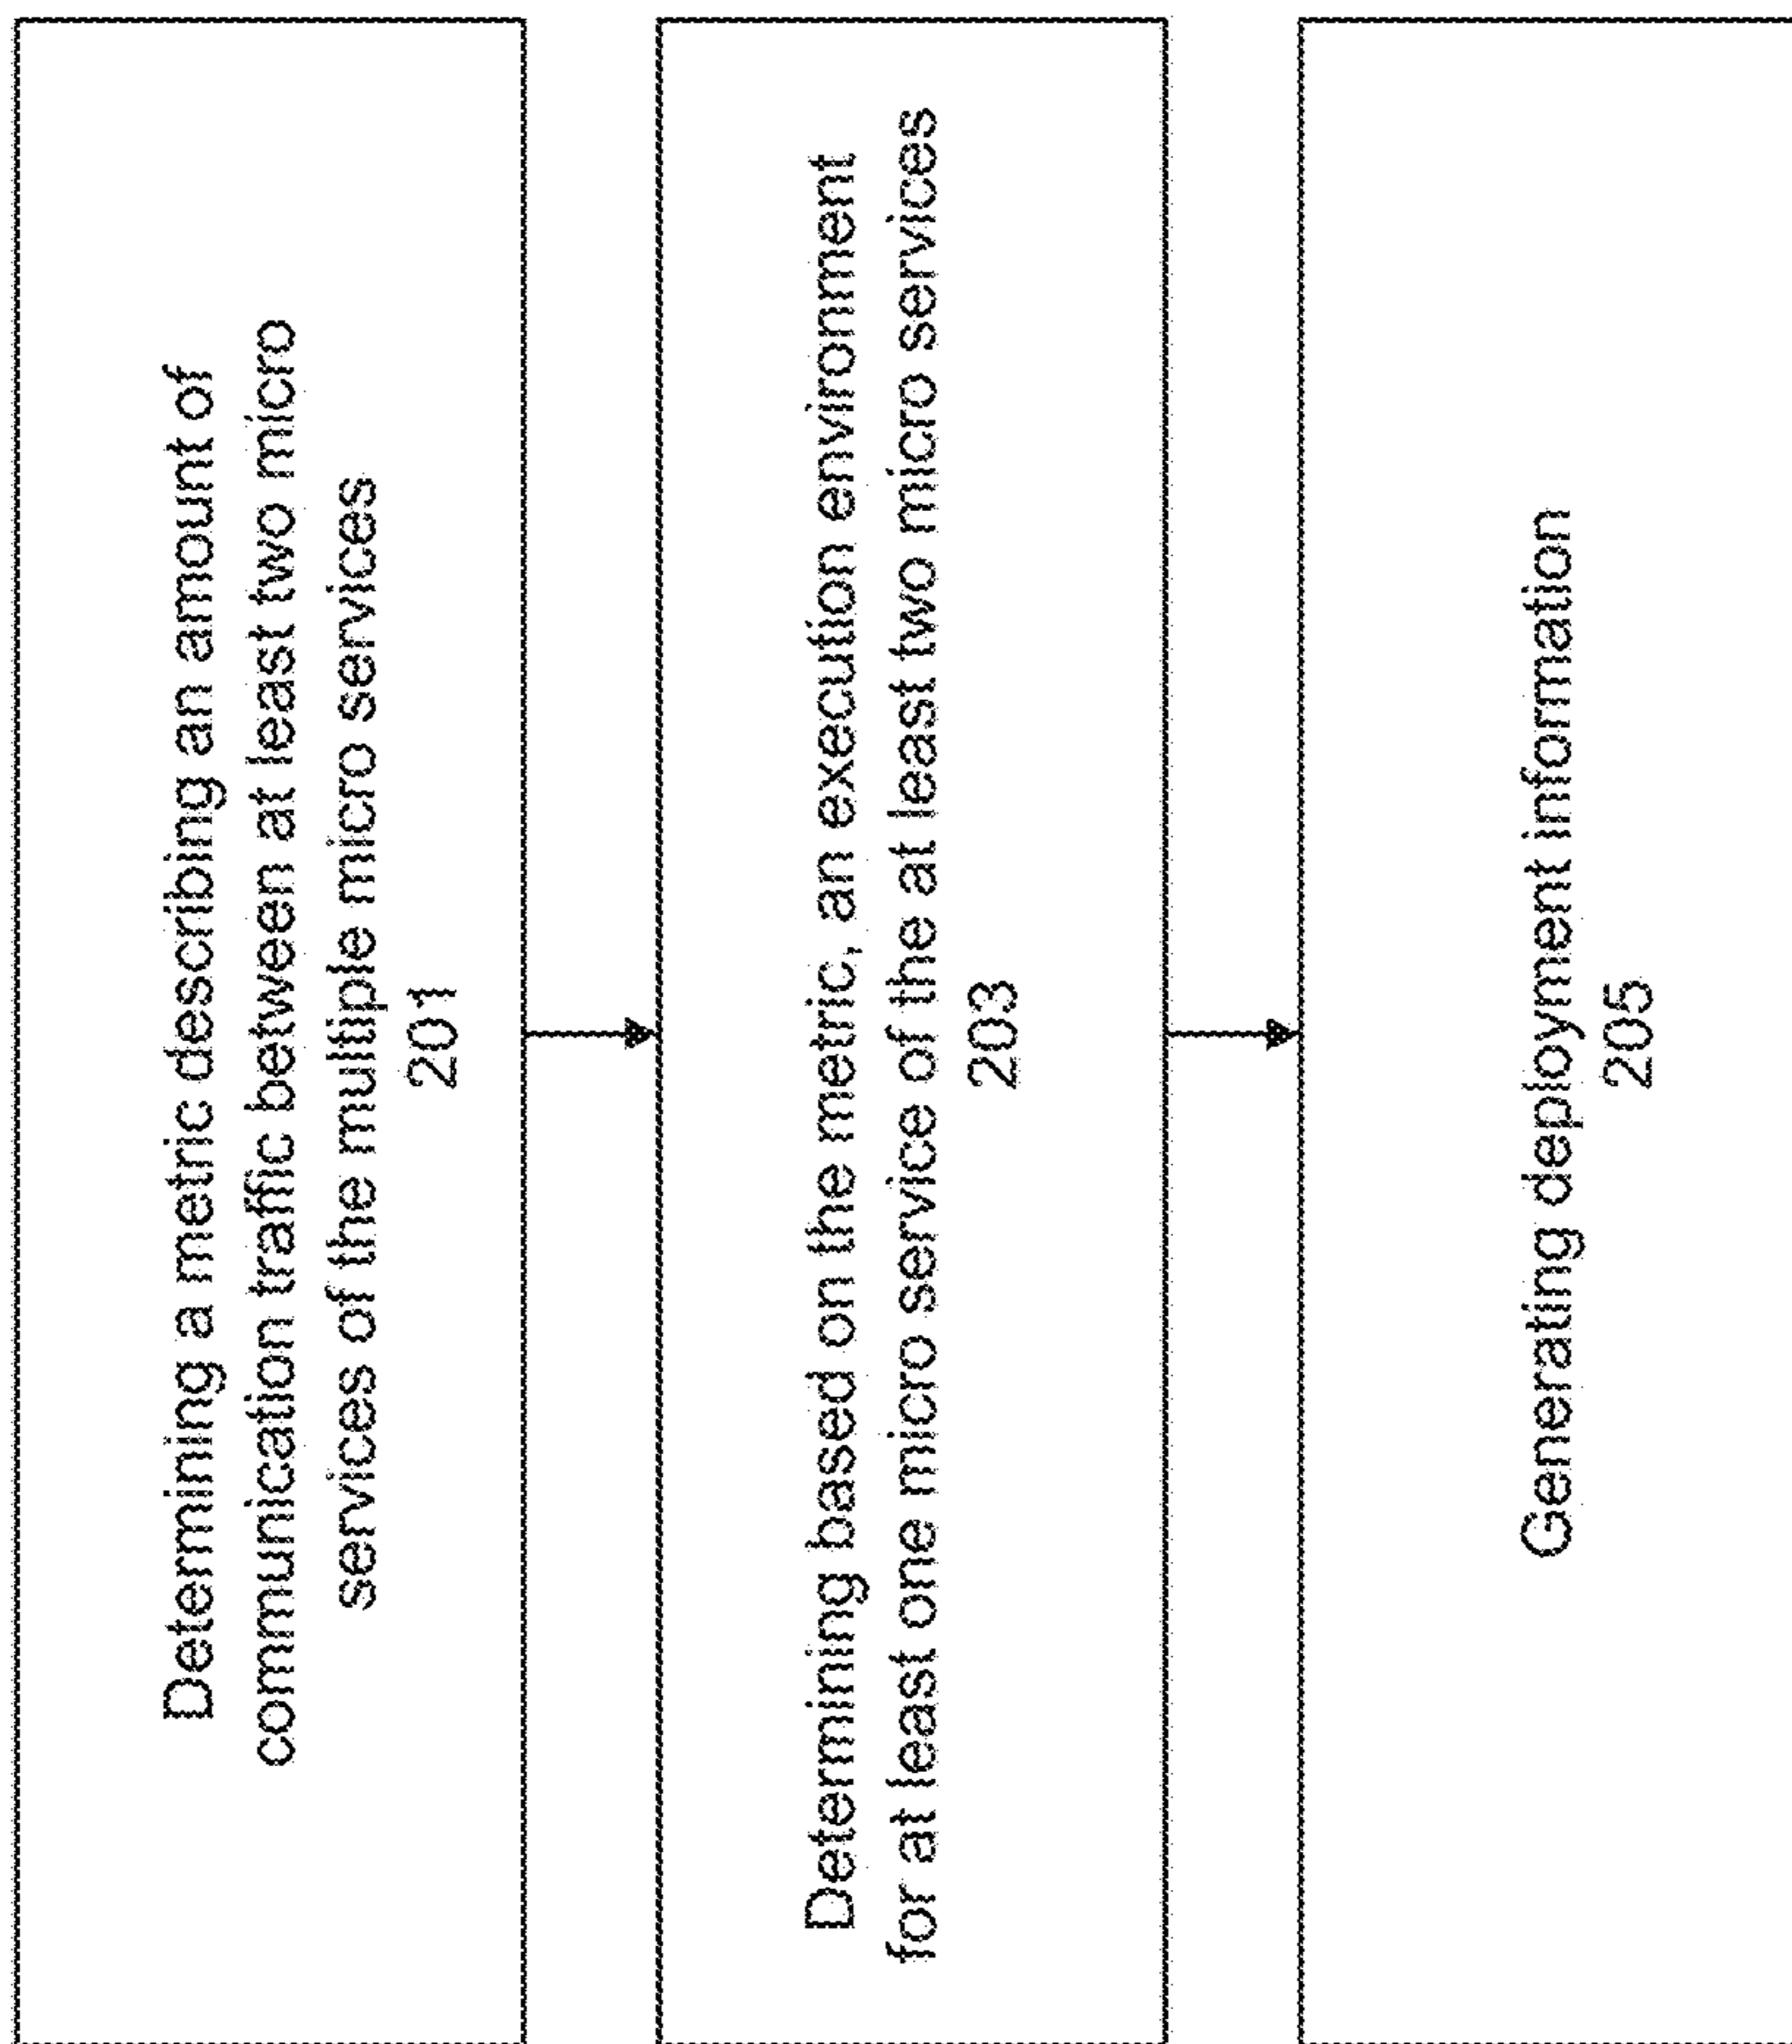 Determining a metric describing an amount of
communication traffic between at least two micro
services of the multiple micro services
201
Determining based on the metric, an execution environment
for at least one micro service of the at least two micro services
203
Generating deployment information
205